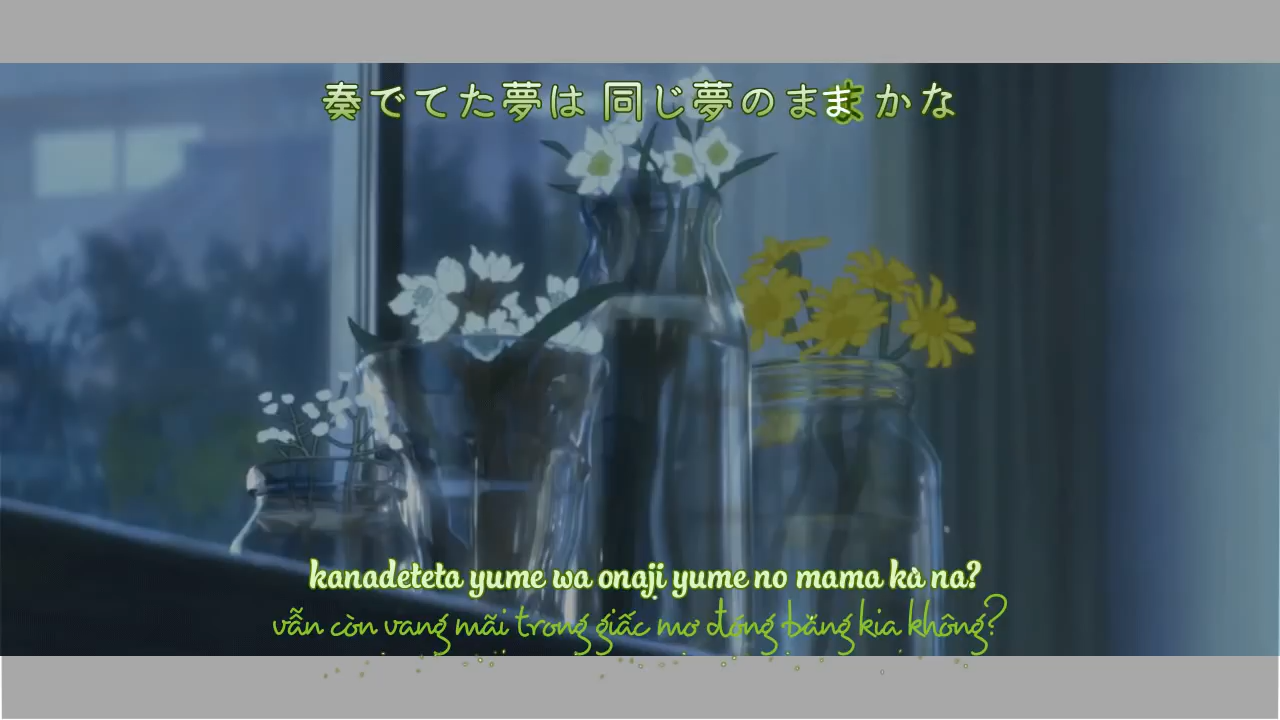 奏でてた夢は 同じ夢のままかな
kanadeteta yume wa onaji yume no mama ka na?
vẫn còn vang mãi trong giấc mơ đóng băng kia không?